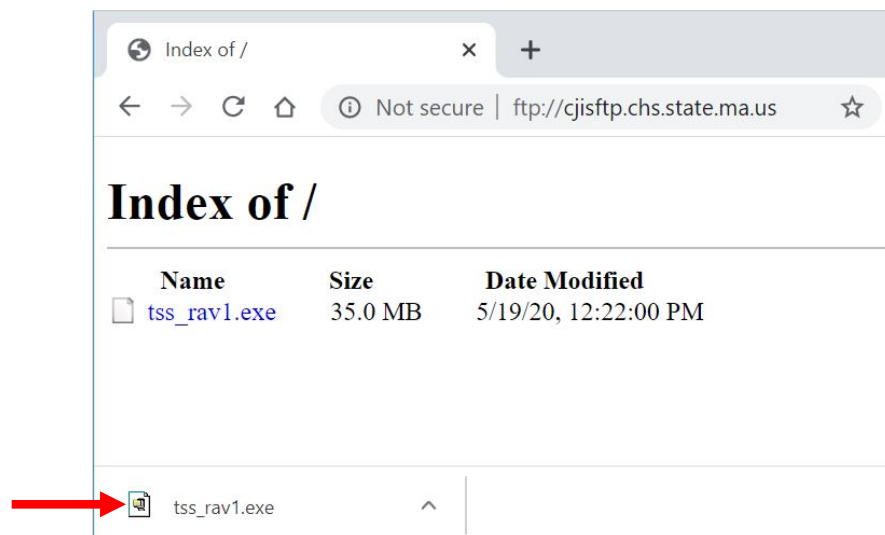 Index of /
Not secure | ftp://cjisftp.chs.state.ma.us
Index of /
Name Size Date Modified
tss_rav1.exe 35.0 MB 5/19/20, 12:22:00 PM
tss_rav1.exe